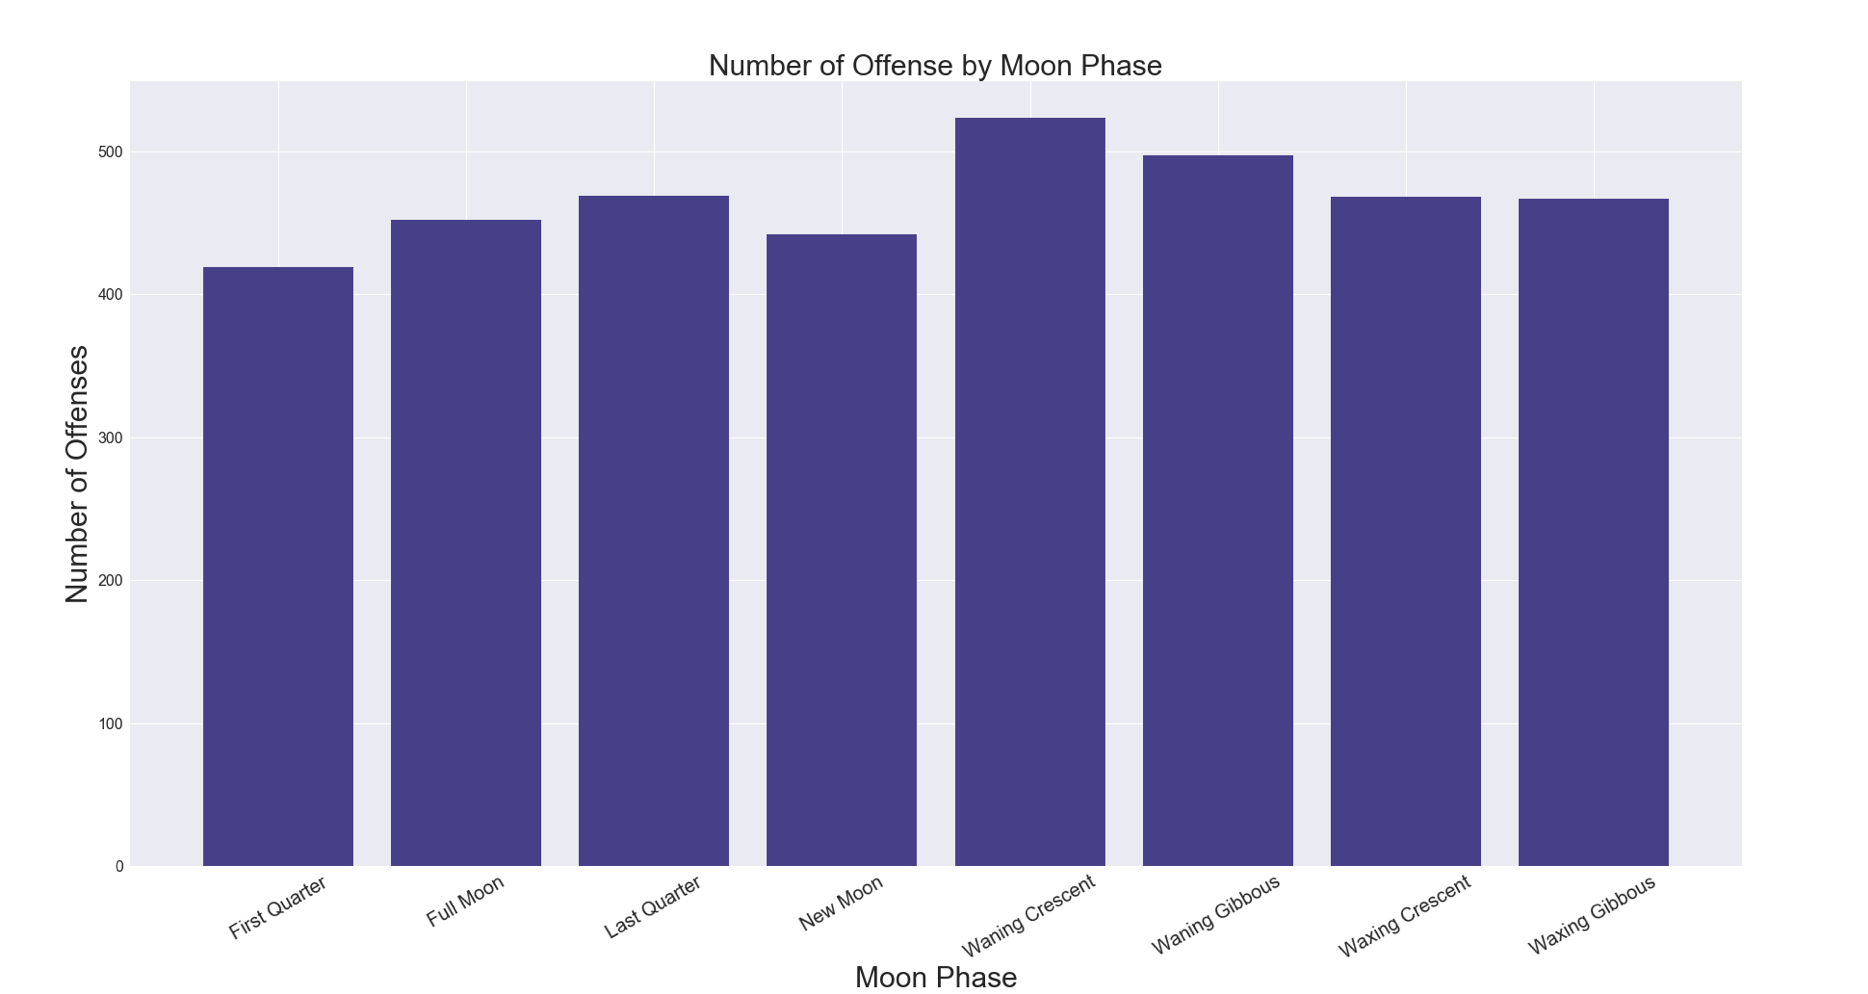 Number of Offense by Moon Phase
Number of Offenses
500
400
300
200
100
0
First Quarter
Full Moon
Last Quarter
New Moon
Waning Crescent
Waning Gibbous
Waxing Crescent
Waxing Gibbous
Moon Phase